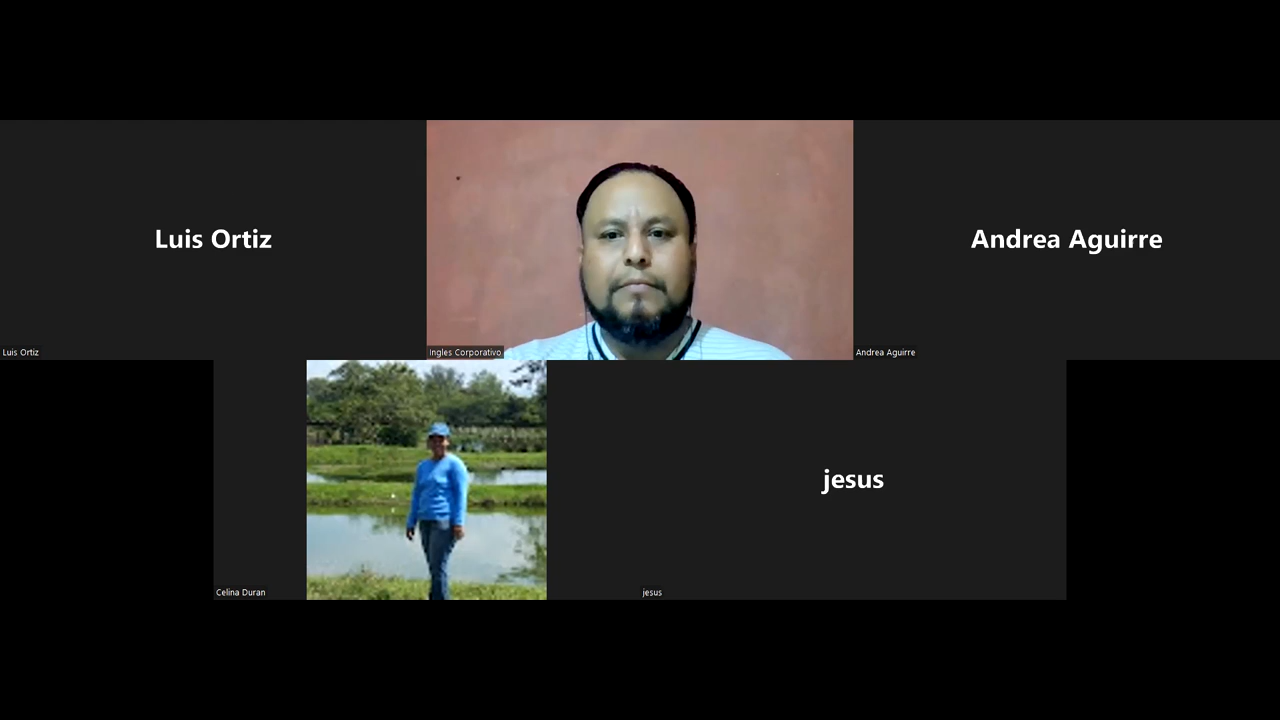 Luis Ortiz
Andrea Aguirre
Luis Ortiz
Ingles Corporativo
Andrea Aguirre
jesus
Celina Duran
jesus